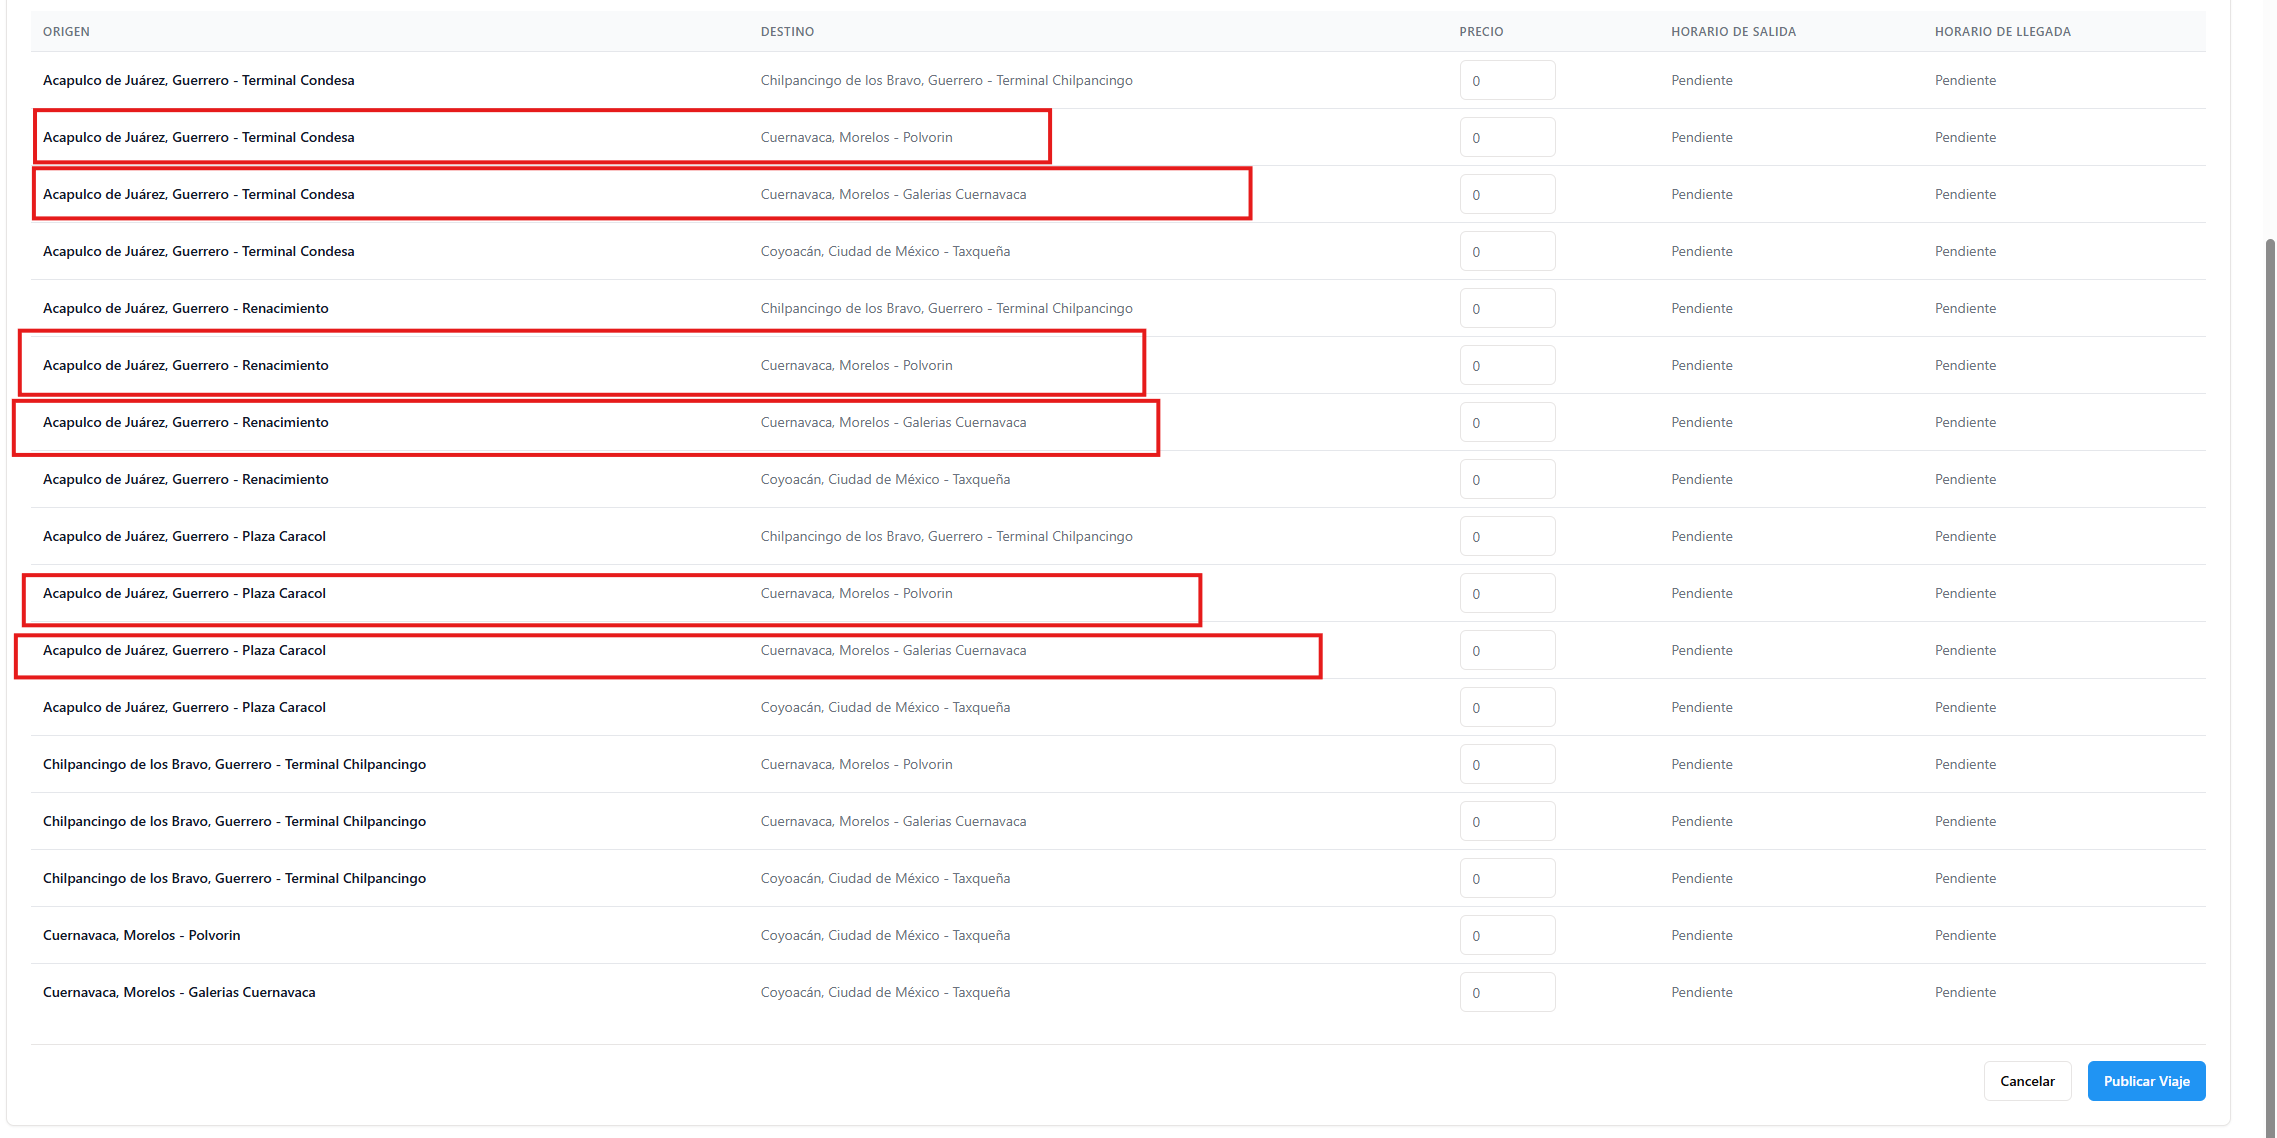 ORIGEN DESTINO PRECIO HORARIO DE SALIDA HORARIO DE LLEGADA
Acapulco de Juárez, Guerrero - Terminal Condesa Chilpancingo de los Bravo, Guerrero - Terminal Chilpancingo 0 Pendiente Pendiente
Acapulco de Juárez, Guerrero - Terminal Condesa Cuernavaca, Morelos - Polvorin 0 Pendiente Pendiente
Acapulco de Juárez, Guerrero - Terminal Condesa Cuernavaca, Morelos - Galerias Cuernavaca 0 Pendiente Pendiente
Acapulco de Juárez, Guerrero - Terminal Condesa Coyoacán, Ciudad de México - Taxqueña 0 Pendiente Pendiente
Acapulco de Juárez, Guerrero - Renacimiento Chilpancingo de los Bravo, Guerrero - Terminal Chilpancingo 0 Pendiente Pendiente
Acapulco de Juárez, Guerrero - Renacimiento Cuernavaca, Morelos - Polvorin 0 Pendiente Pendiente
Acapulco de Juárez, Guerrero - Renacimiento Cuernavaca, Morelos - Galerias Cuernavaca 0 Pendiente Pendiente
Acapulco de Juárez, Guerrero - Renacimiento Coyoacán, Ciudad de México - Taxqueña 0 Pendiente Pendiente
Acapulco de Juárez, Guerrero - Plaza Caracol Chilpancingo de los Bravo, Guerrero - Terminal Chilpancingo 0 Pendiente Pendiente
Acapulco de Juárez, Guerrero - Plaza Caracol Cuernavaca, Morelos - Polvorin 0 Pendiente Pendiente
Acapulco de Juárez, Guerrero - Plaza Caracol Cuernavaca, Morelos - Galerias Cuernavaca 0 Pendiente Pendiente
Acapulco de Juárez, Guerrero - Plaza Caracol Coyoacán, Ciudad de México - Taxqueña 0 Pendiente Pendiente
Chilpancingo de los Bravo, Guerrero - Terminal Chilpancingo Cuernavaca, Morelos - Polvorin 0 Pendiente Pendiente
Chilpancingo de los Bravo, Guerrero - Terminal Chilpancingo Cuernavaca, Morelos - Galerias Cuernavaca 0 Pendiente Pendiente
Chilpancingo de los Bravo, Guerrero - Terminal Chilpancingo Coyoacán, Ciudad de México - Taxqueña 0 Pendiente Pendiente
Cuernavaca, Morelos - Polvorin Coyoacán, Ciudad de México - Taxqueña 0 Pendiente Pendiente
Cuernavaca, Morelos - Galerias Cuernavaca Coyoacán, Ciudad de México - Taxqueña 0 Pendiente Pendiente
Cancelar Publicar Viaje